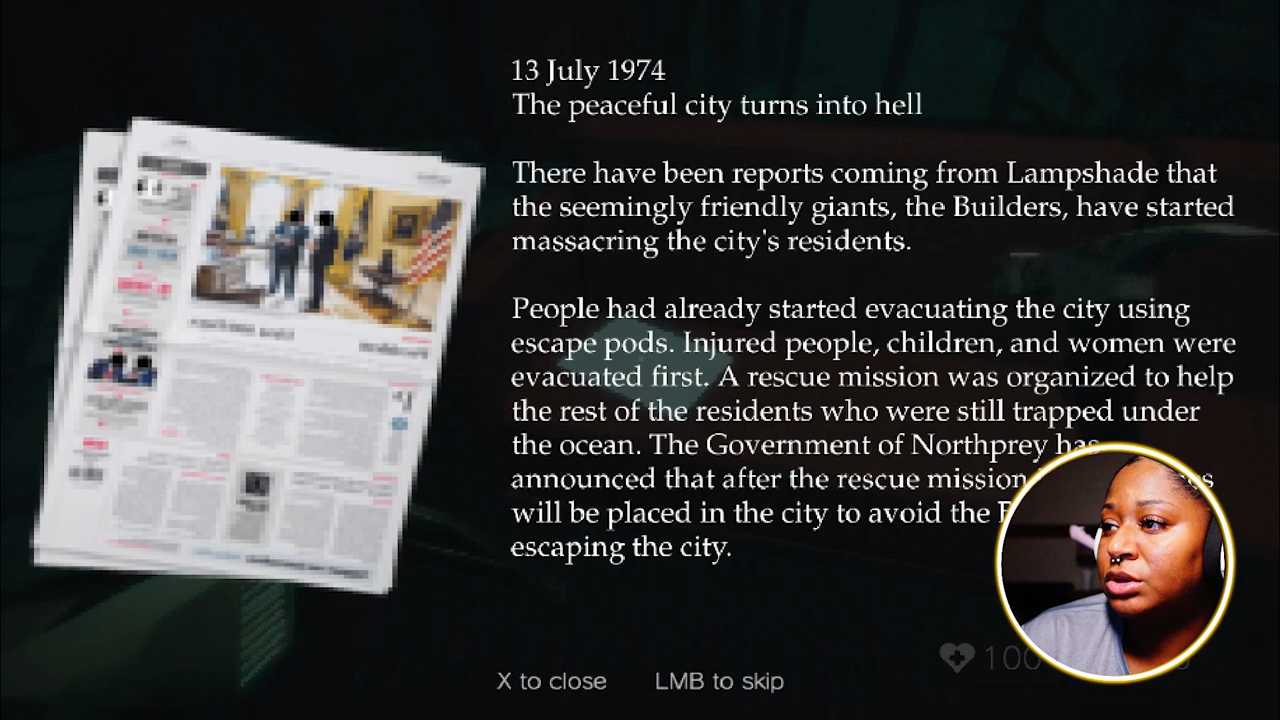 13 July 1974
The peaceful city turns into hell
There have been reports coming from Lampshade that
the seemingly friendly giants, the Builders, have started
massacring the city's residents.
People had already started evacuating the city using
escape pods. Injured people, children, and women were
evacuated first. A rescue mission was organized to help
the rest of the residents who were still trapped under
the ocean. The Government of Northprey has
announced that after the rescue mission
will be placed in the city to avoid the
escaping the city.
100
X to close LMB to skip